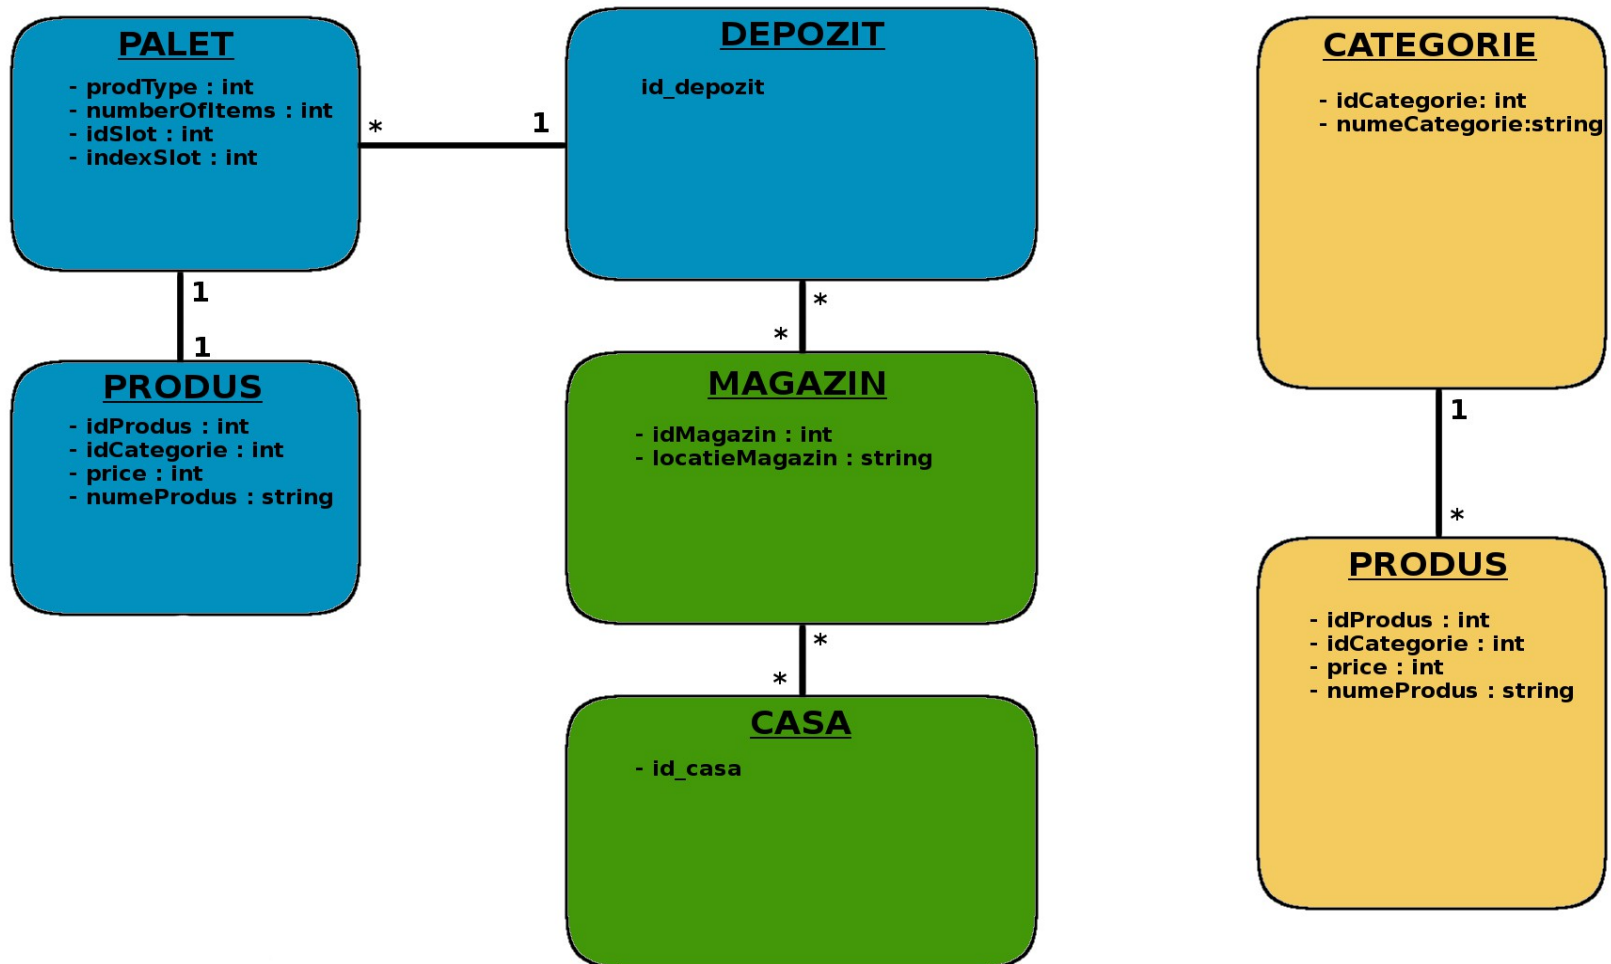 PALET
- prodType : int
- numberOfItems : int
- idSlot : int
- indexSlot : int
*
1
DEPOZIT
id_depozit
1
1
PRODUS
- idProdus : int
- idCategorie : int
- price : int
- numeProdus : string
*
*
MAGAZIN
- idMagazin : int
- locatieMagazin : string
*
*
CASA
- id_casa
CATEGORIE
- idCategorie: int
- numeCategorie:string
1
*
PRODUS
- idProdus : int
- idCategorie : int
- price : int
- numeProdus : string